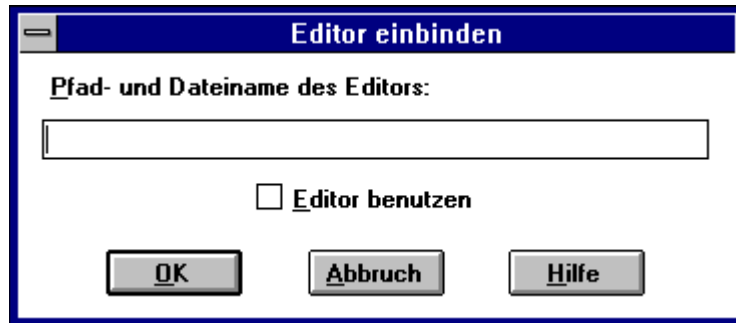 Editor einbinden
Pfad- und Dateiname des Editors:
Editor benutzen
OK Abbruch Hilfe